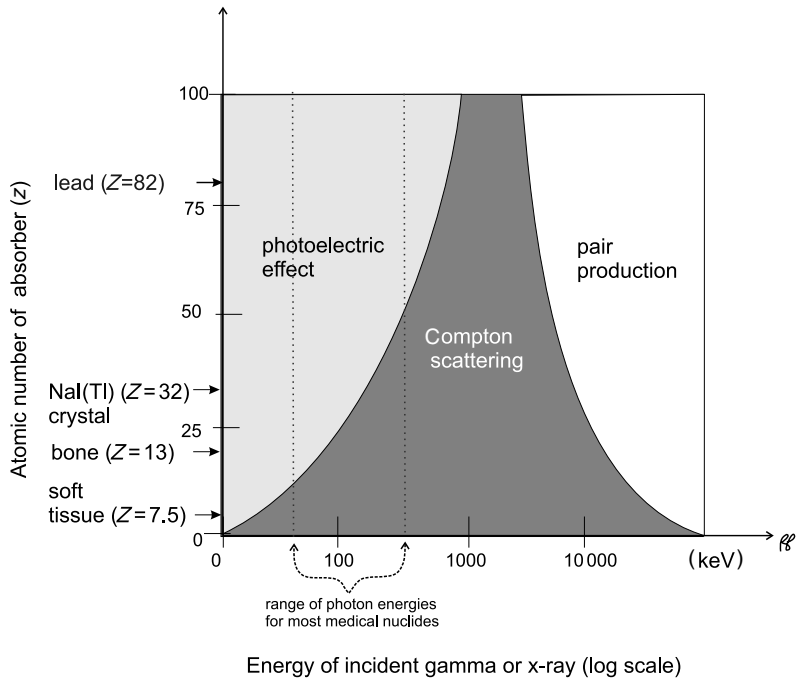 100
lead (Z=82)
75
photoelectric
effect
pair
production
50
Compton
scattering
Atomic number of absorber (z)
NaI(Tl) (Z=32)
crystal
25
bone (Z=13)
soft
tissue (Z=7.5)
0
0
100
1000
10 000
(keV)
range of photon energies
for most medical nuclides
Energy of incident gamma or x-ray (log scale)